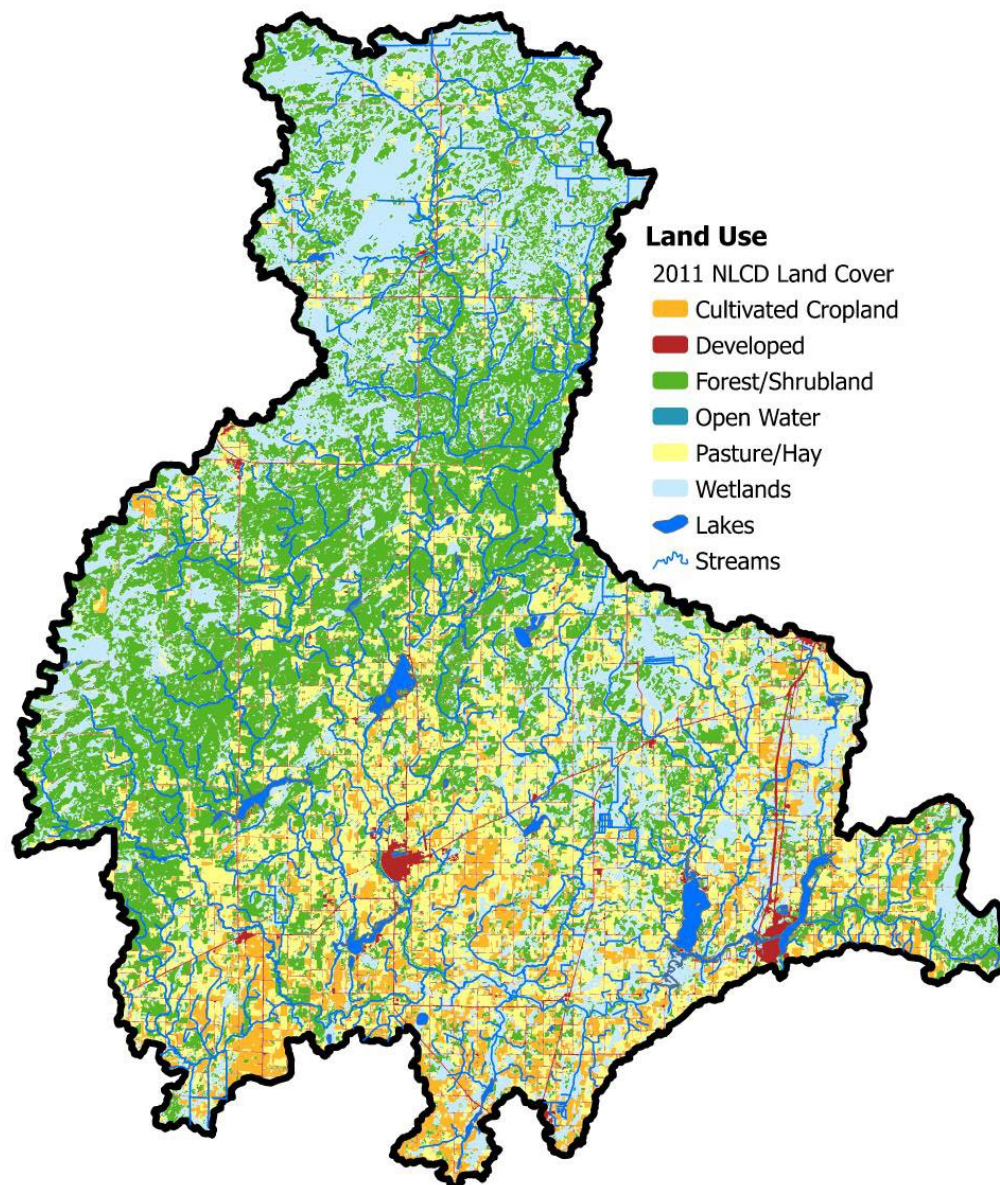 Land Use
2011 NLCD Land Cover
Cultivated Cropland
Developed
Forest/Shrubland
Open Water
Pasture/Hay
Wetlands
Lakes
Streams